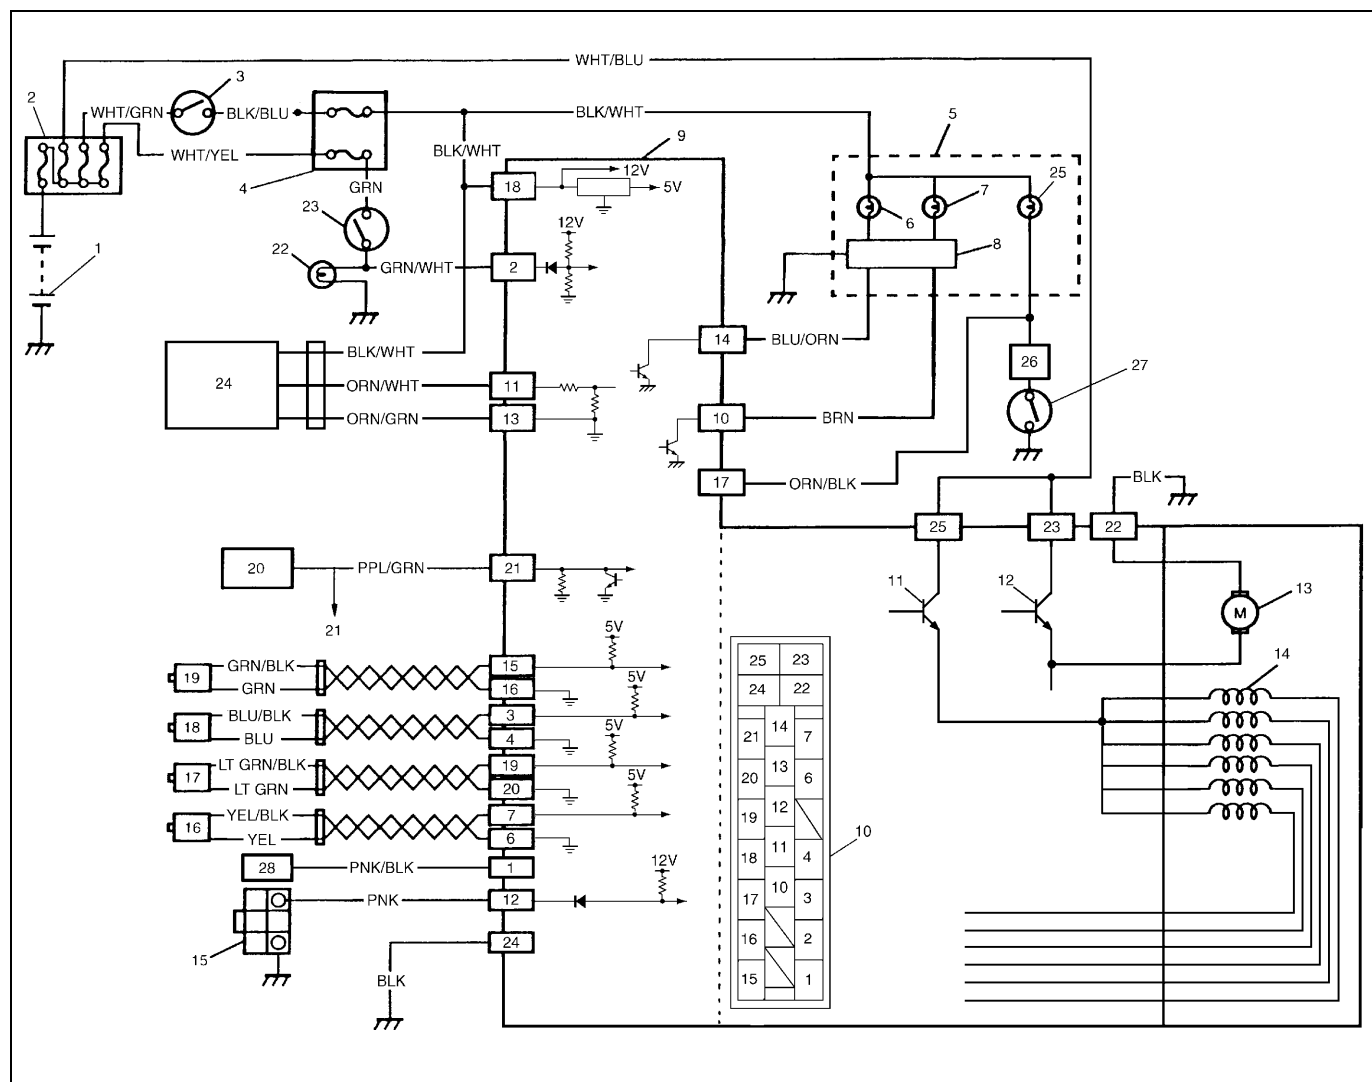 WHT/BLU
3
2
WHT/GRN
BLK/BLU
BLK/WHT
5
WHT/YEL
BLK/WHT
9
4
GRN
18
12V
5V
7
25
23
12V
6
22
GRN/WHT
2
8
1
14
BLU/ORN
BLK/WHT
26
27
24
ORN/WHT
11
ORN/GRN
13
10
BRN
17
ORN/BLK
BLK
25
23
22
20
PPL/GRN
21
11
12
13
M
21
5V
GRN/BLK
15
19
GRN
16
5V
BLU/BLK
3
18
BLU
4
5V
LT GRN/BLK
19
17
LT GRN
20
5V
YEL/BLK
7
16
YEL
6
28
PNK/BLK
1
12V
PNK
12
15
24
BLK
14
25
23
24
22
14
21
7
13
20
6
12
19
11
18
4
10
17
3
16
2
15
1
10